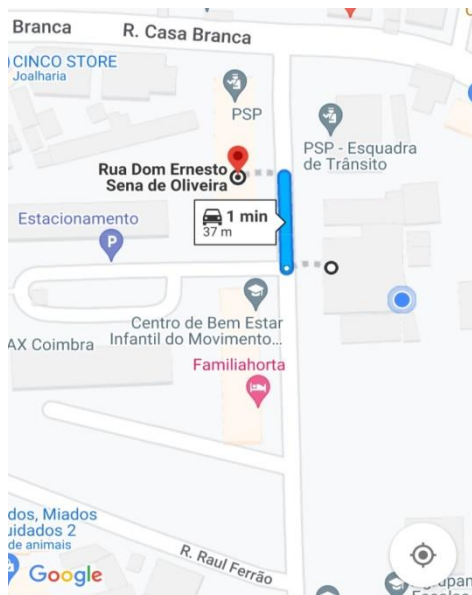 Branca
R. Casa Branca
CINCO STORE
Joalharia
PSP
PSP - Esquadra
de Trânsito
Rua Dom Ernesto
Sena de Oliveira
1 min
37 m
Estacionamento
P
Centro de Bem Estar
Infantil do Movimento...
AX Coimbra
Familiahorta
dos, Miados
uidados 2
de animais
R. Raul Ferrão
Google